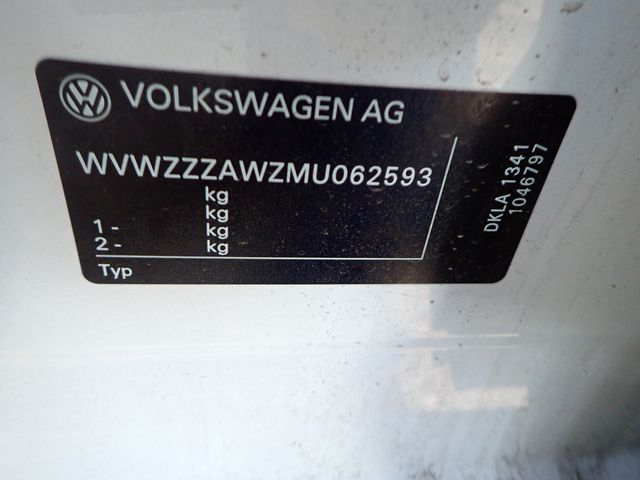 VOLKSWAGEN AG
WVWZZZAWZMU062593
kg
kg
1 - kg
2 - kg
Typ
DKLA 1341
1046797